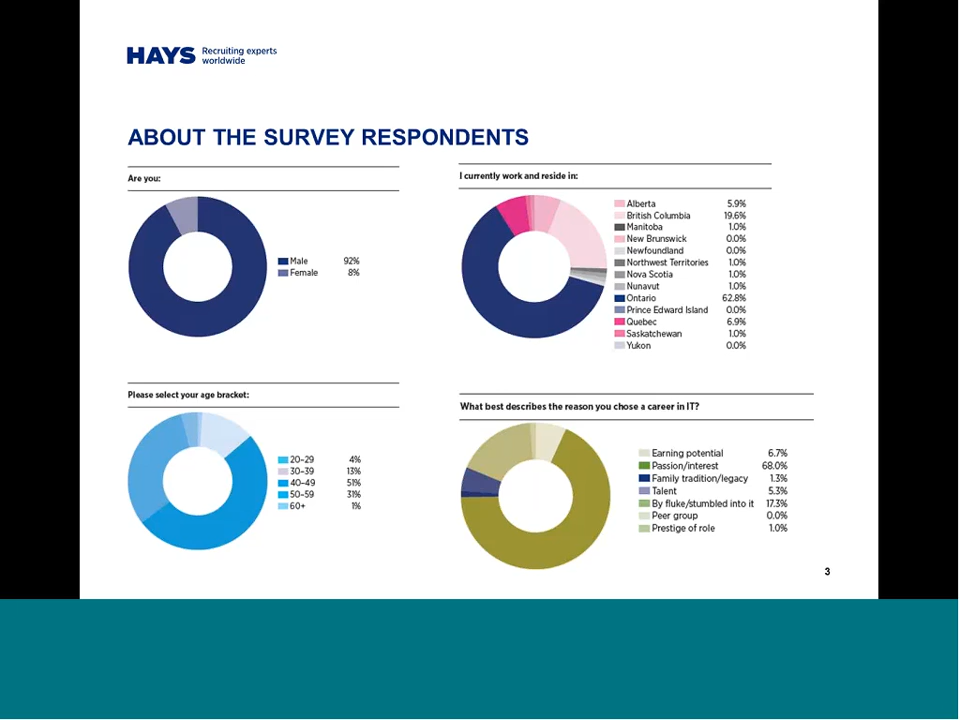 HAYS Recruiting experts
worldwide
ABOUT THE SURVEY RESPONDENTS
Are you:
Male 92%
Female 8%
I currently work and reside in:
Alberta 5.9%
British Columbia 19.6%
Manitoba 1.0%
New Brunswick 0.0%
Newfoundland 0.0%
Northwest Territories 1.0%
Nova Scotia 1.0%
Nunavut 1.0%
Ontario 62.8%
Prince Edward Island 0.0%
Quebec 6.9%
Saskatchewan 1.0%
Yukon 0.0%
Please select your age bracket:
20–29 4%
30–39 13%
40–49 51%
50–59 31%
60+ 1%
What best describes the reason you chose a career in IT?
Earning potential 6.7%
Passion/interest 68.0%
Family tradition/legacy 1.3%
Talent 5.3%
By fluke/stumbled into it 17.3%
Peer group 0.0%
Prestige of role 1.0%
3